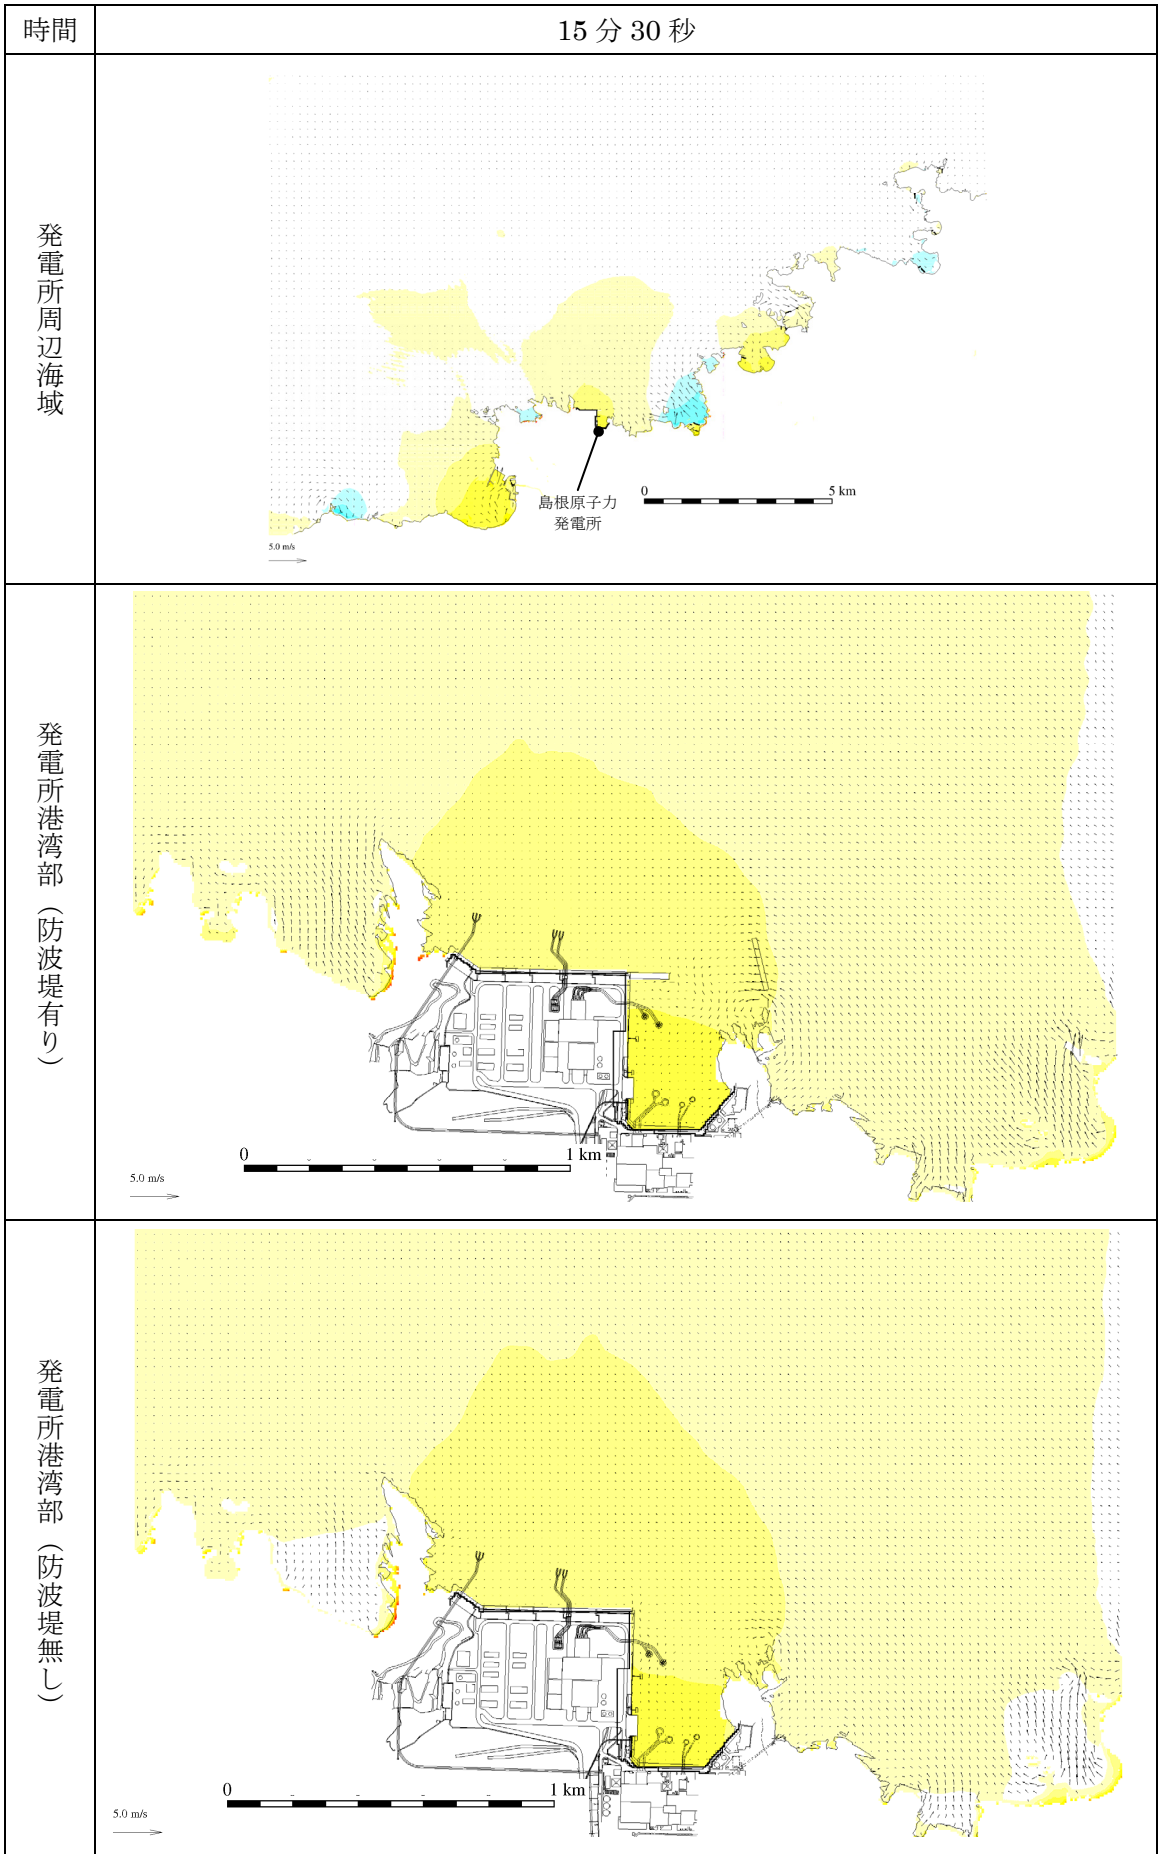 時間
15分30秒
発電所周辺海域
島根原子力
発電所
0
5 km
5.0 m/s
発電所港湾部（防波堤有り）
0
1 km
5.0 m/s
発電所港湾部（防波堤無し）
0
1 km
5.0 m/s